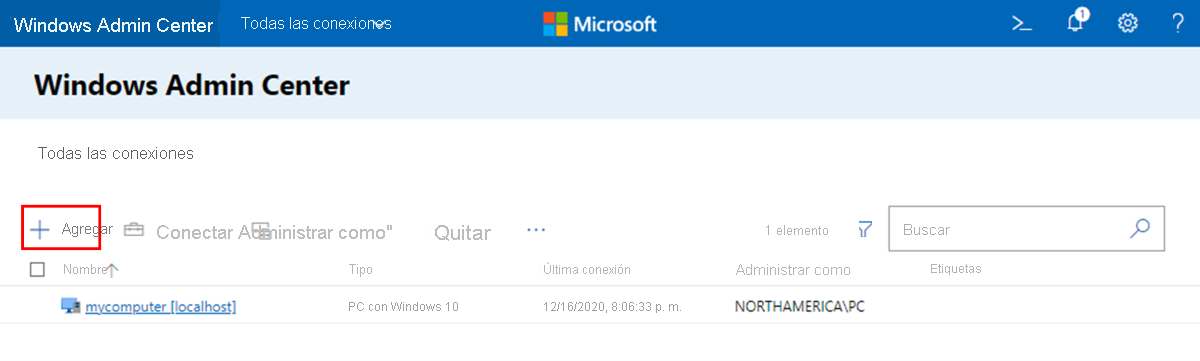 Windows Admin Center Todas las conexiones Microsoft >_ 1 ?
Windows Admin Center
Todas las conexiones
+ Agregar Conectar Administrar como" Quitar ... 1 elemento Buscar
Nombre Tipo Última conexión Administrar como Etiquetas
mycomputer [localhost] PC con Windows 10 12/16/2020, 8:06:33 p. m. NORTHAMERICA\PC